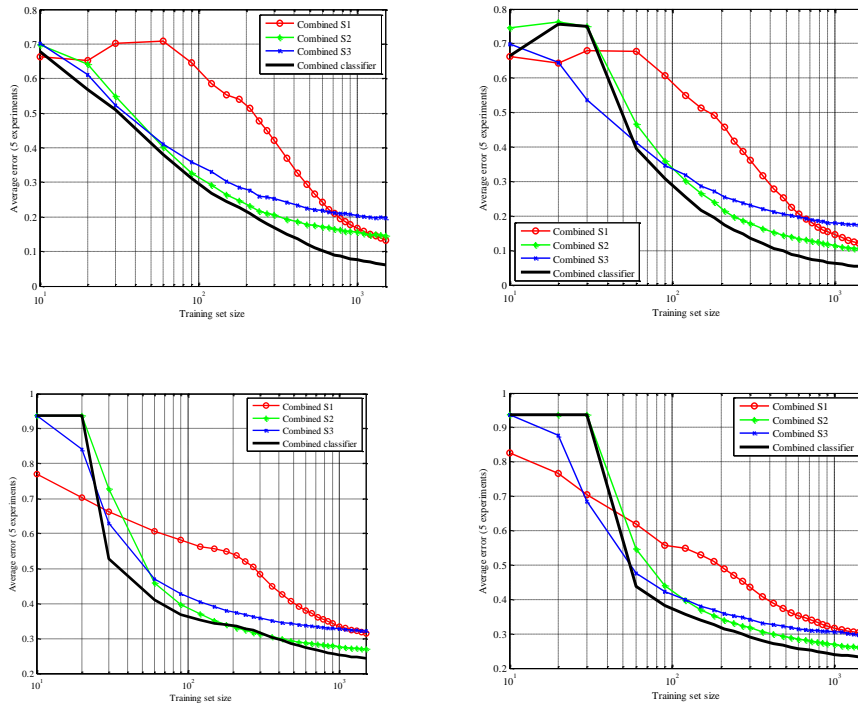 0.8
0.7
0.6
0.5
0.4
0.3
0.2
0.1
0
10^1
10^2
10^3
Training set size
Average error (5 experiments)
Combined S1
Combined S2
Combined S3
Combined classifier
0.8
0.7
0.6
0.5
0.4
0.3
0.2
0.1
0
10^1
10^2
10^3
Training set size
Average error (5 experiments)
Combined S1
Combined S2
Combined S3
Combined classifier
1
0.9
0.8
0.7
0.6
0.5
0.4
0.3
0.2
10^1
10^2
10^3
Training set size
Average error (5 experiments)
Combined S1
Combined S2
Combined S3
Combined classifier
1
0.9
0.8
0.7
0.6
0.5
0.4
0.3
0.2
10^1
10^2
10^3
Training set size
Average error (5 experiments)
Combined S1
Combined S2
Combined S3
Combined classifier